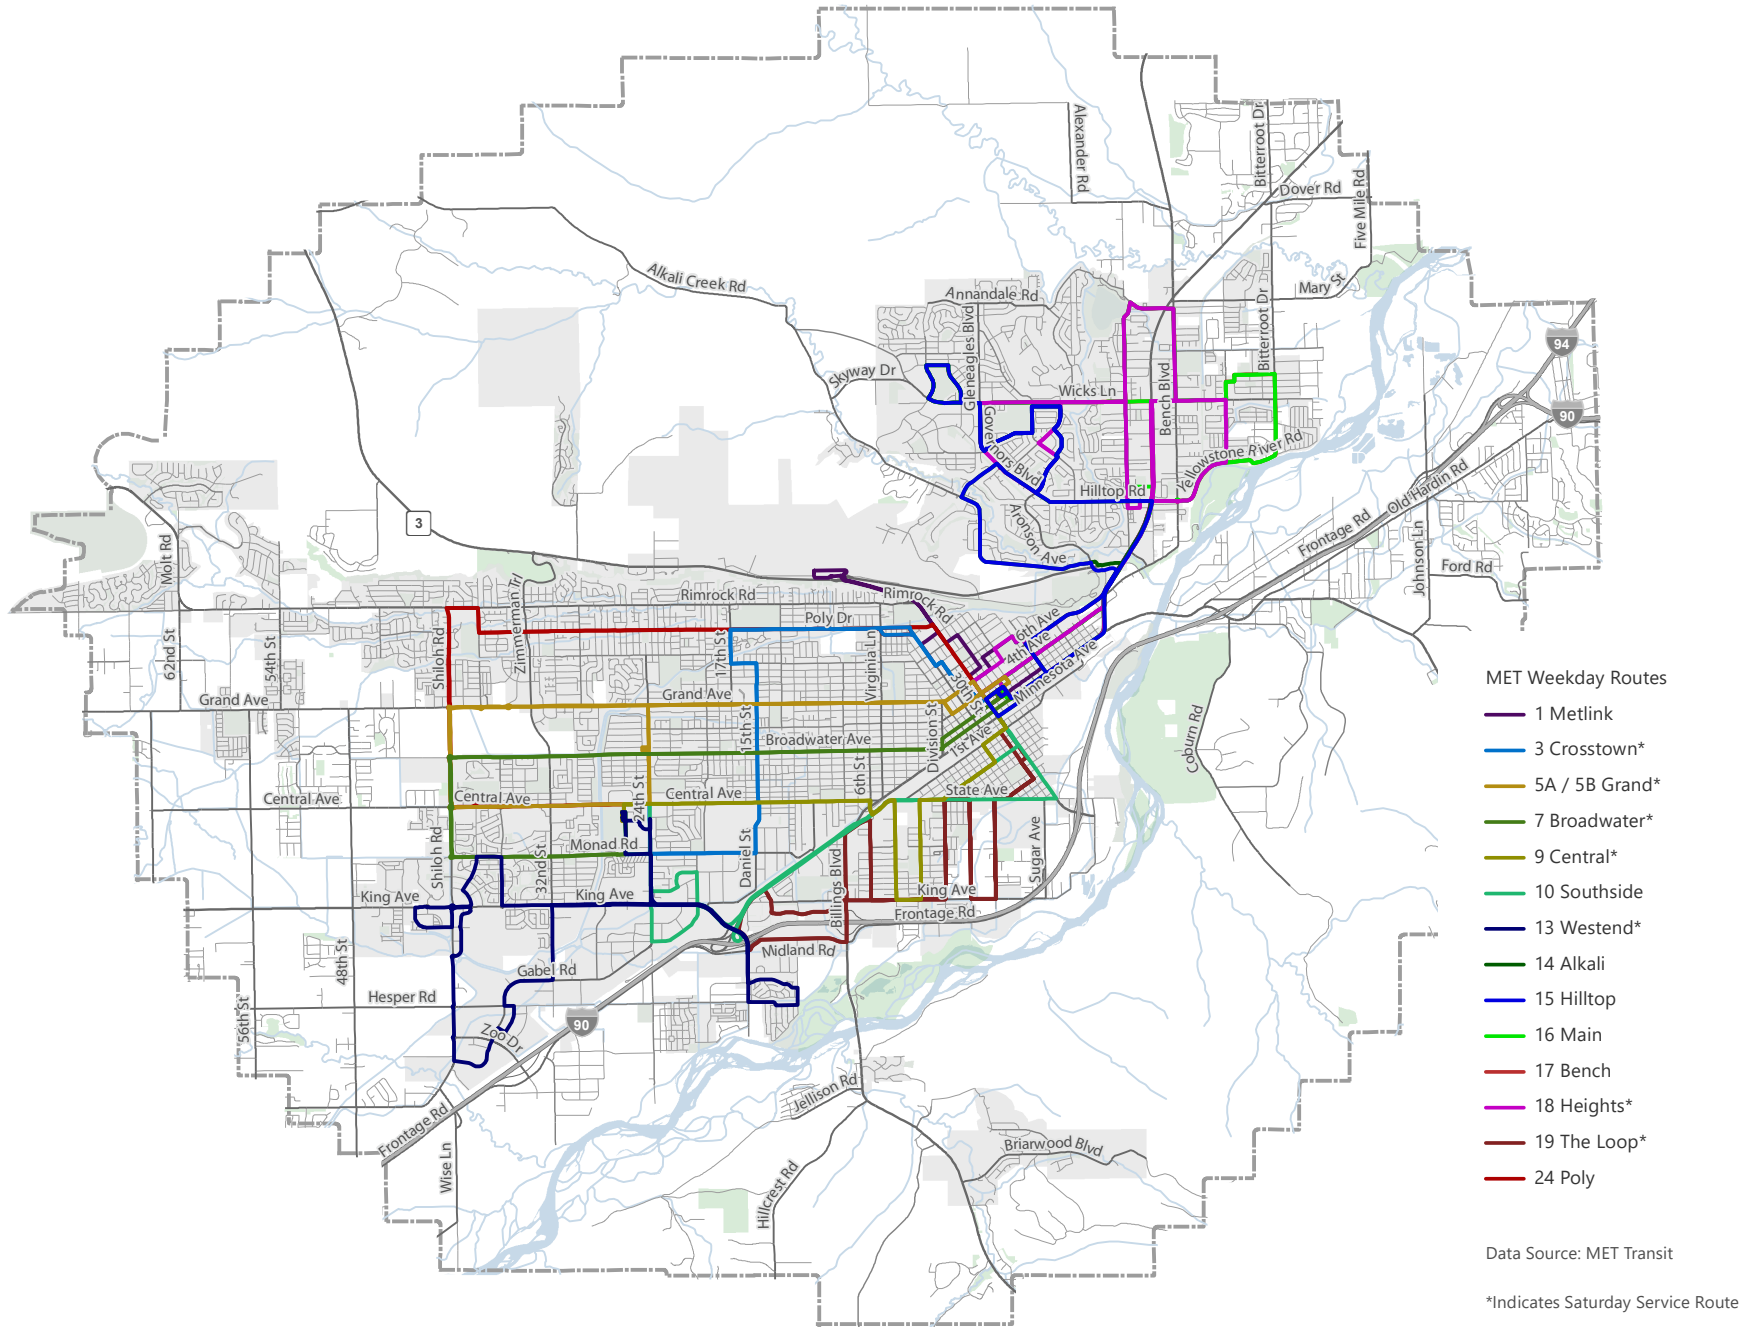 Alexander Rd
Bitterroot Dr
Dover Rd
Five Mile Rd
Alkali Creek Rd
Annandale Rd
Mary St
Gleneagles Blvd
Bitterroot Dr
94
Skyway Dr
Wicks Ln
Bench Blvd
90
Governors Blvd
Yellowstone River Rd
Hilltop Rd
Old Hardin Rd
3
Aronson Ave
Frontage Rd
Johnson Ln
Ford Rd
Molt Rd
Zimmerman Trl
Rimrock Rd
Rimrock Rd
Poly Dr
6th Ave
4th Ave
62nd St
54th St
Shiloh Rd
17th St
Virginia Ln
Minnesota Ave
30th St
Grand Ave
Grand Ave
15th St
Division St
Broadwater Ave
1st Ave
Coburn Rd
6th St
Central Ave
Central Ave
Central Ave
24th St
State Ave
Monad Rd
Shiloh Rd
32nd St
Daniel St
Billings Blvd
Sugar Ave
King Ave
King Ave
King Ave
Frontage Rd
Midland Rd
48th St
Gabel Rd
Hesper Rd
56th St
Zoo Dr
90
Jellison Rd
Frontage Rd
Wise Ln
Hillcrest Rd
Briarwood Blvd
MET Weekday Routes
1 Metlink
3 Crosstown*
5A / 5B Grand*
7 Broadwater*
9 Central*
10 Southside
13 Westend*
14 Alkali
15 Hilltop
16 Main
17 Bench
18 Heights*
19 The Loop*
24 Poly
Data Source: MET Transit
*Indicates Saturday Service Route